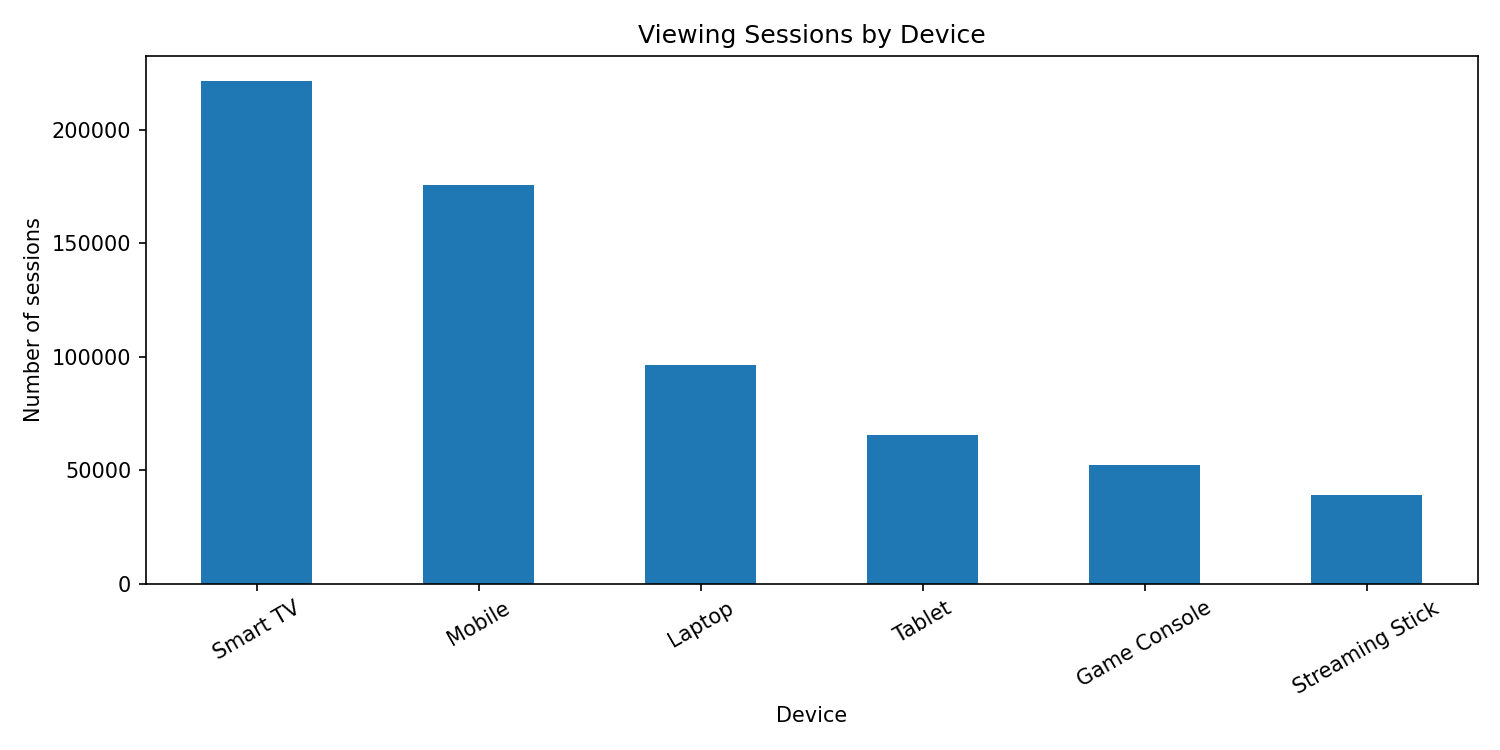 Viewing Sessions by Device
Number of sessions
200000
150000
100000
50000
0
Smart TV
Mobile
Laptop
Tablet
Game Console
Streaming Stick
Device